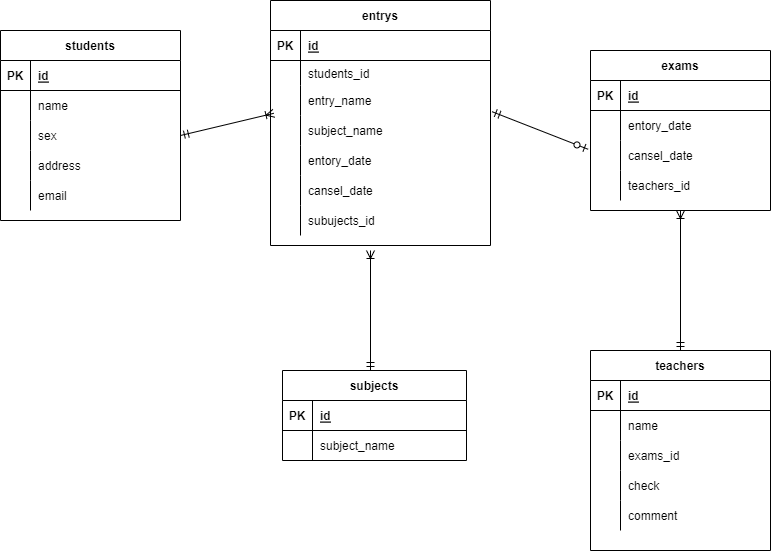 students
PK id
name
sex
address
email
entrys
PK id
students_id
entry_name
subject_name
entory_date
cansel_date
subujects_id
exams
PK id
entory_date
cansel_date
teachers_id
subjects
PK id
subject_name
teachers
PK id
name
exams_id
check
comment